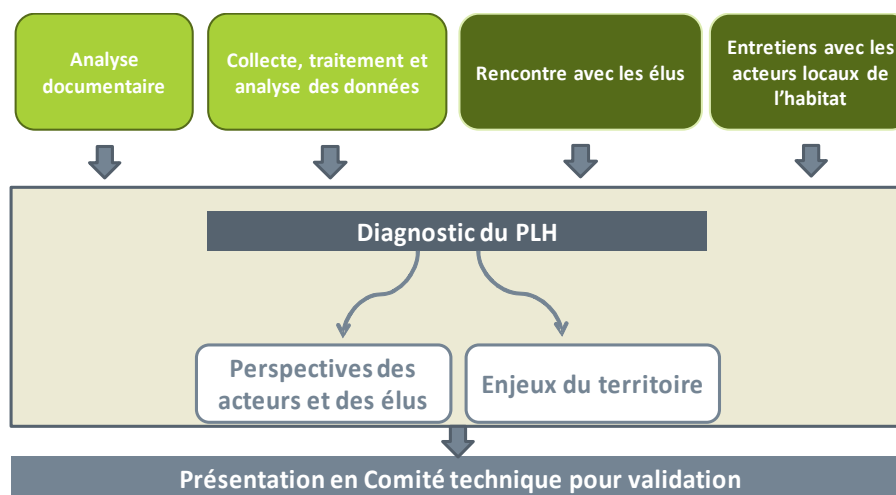 Analyse
documentaire
Collecte, traitement et
analyse des données
Rencontre avec les élus
Entretiens avec les
acteurs locaux de
l’habitat
Diagnostic du PLH
Perspectives des
acteurs et des élus
Enjeux du territoire
Présentation en Comité technique pour validation